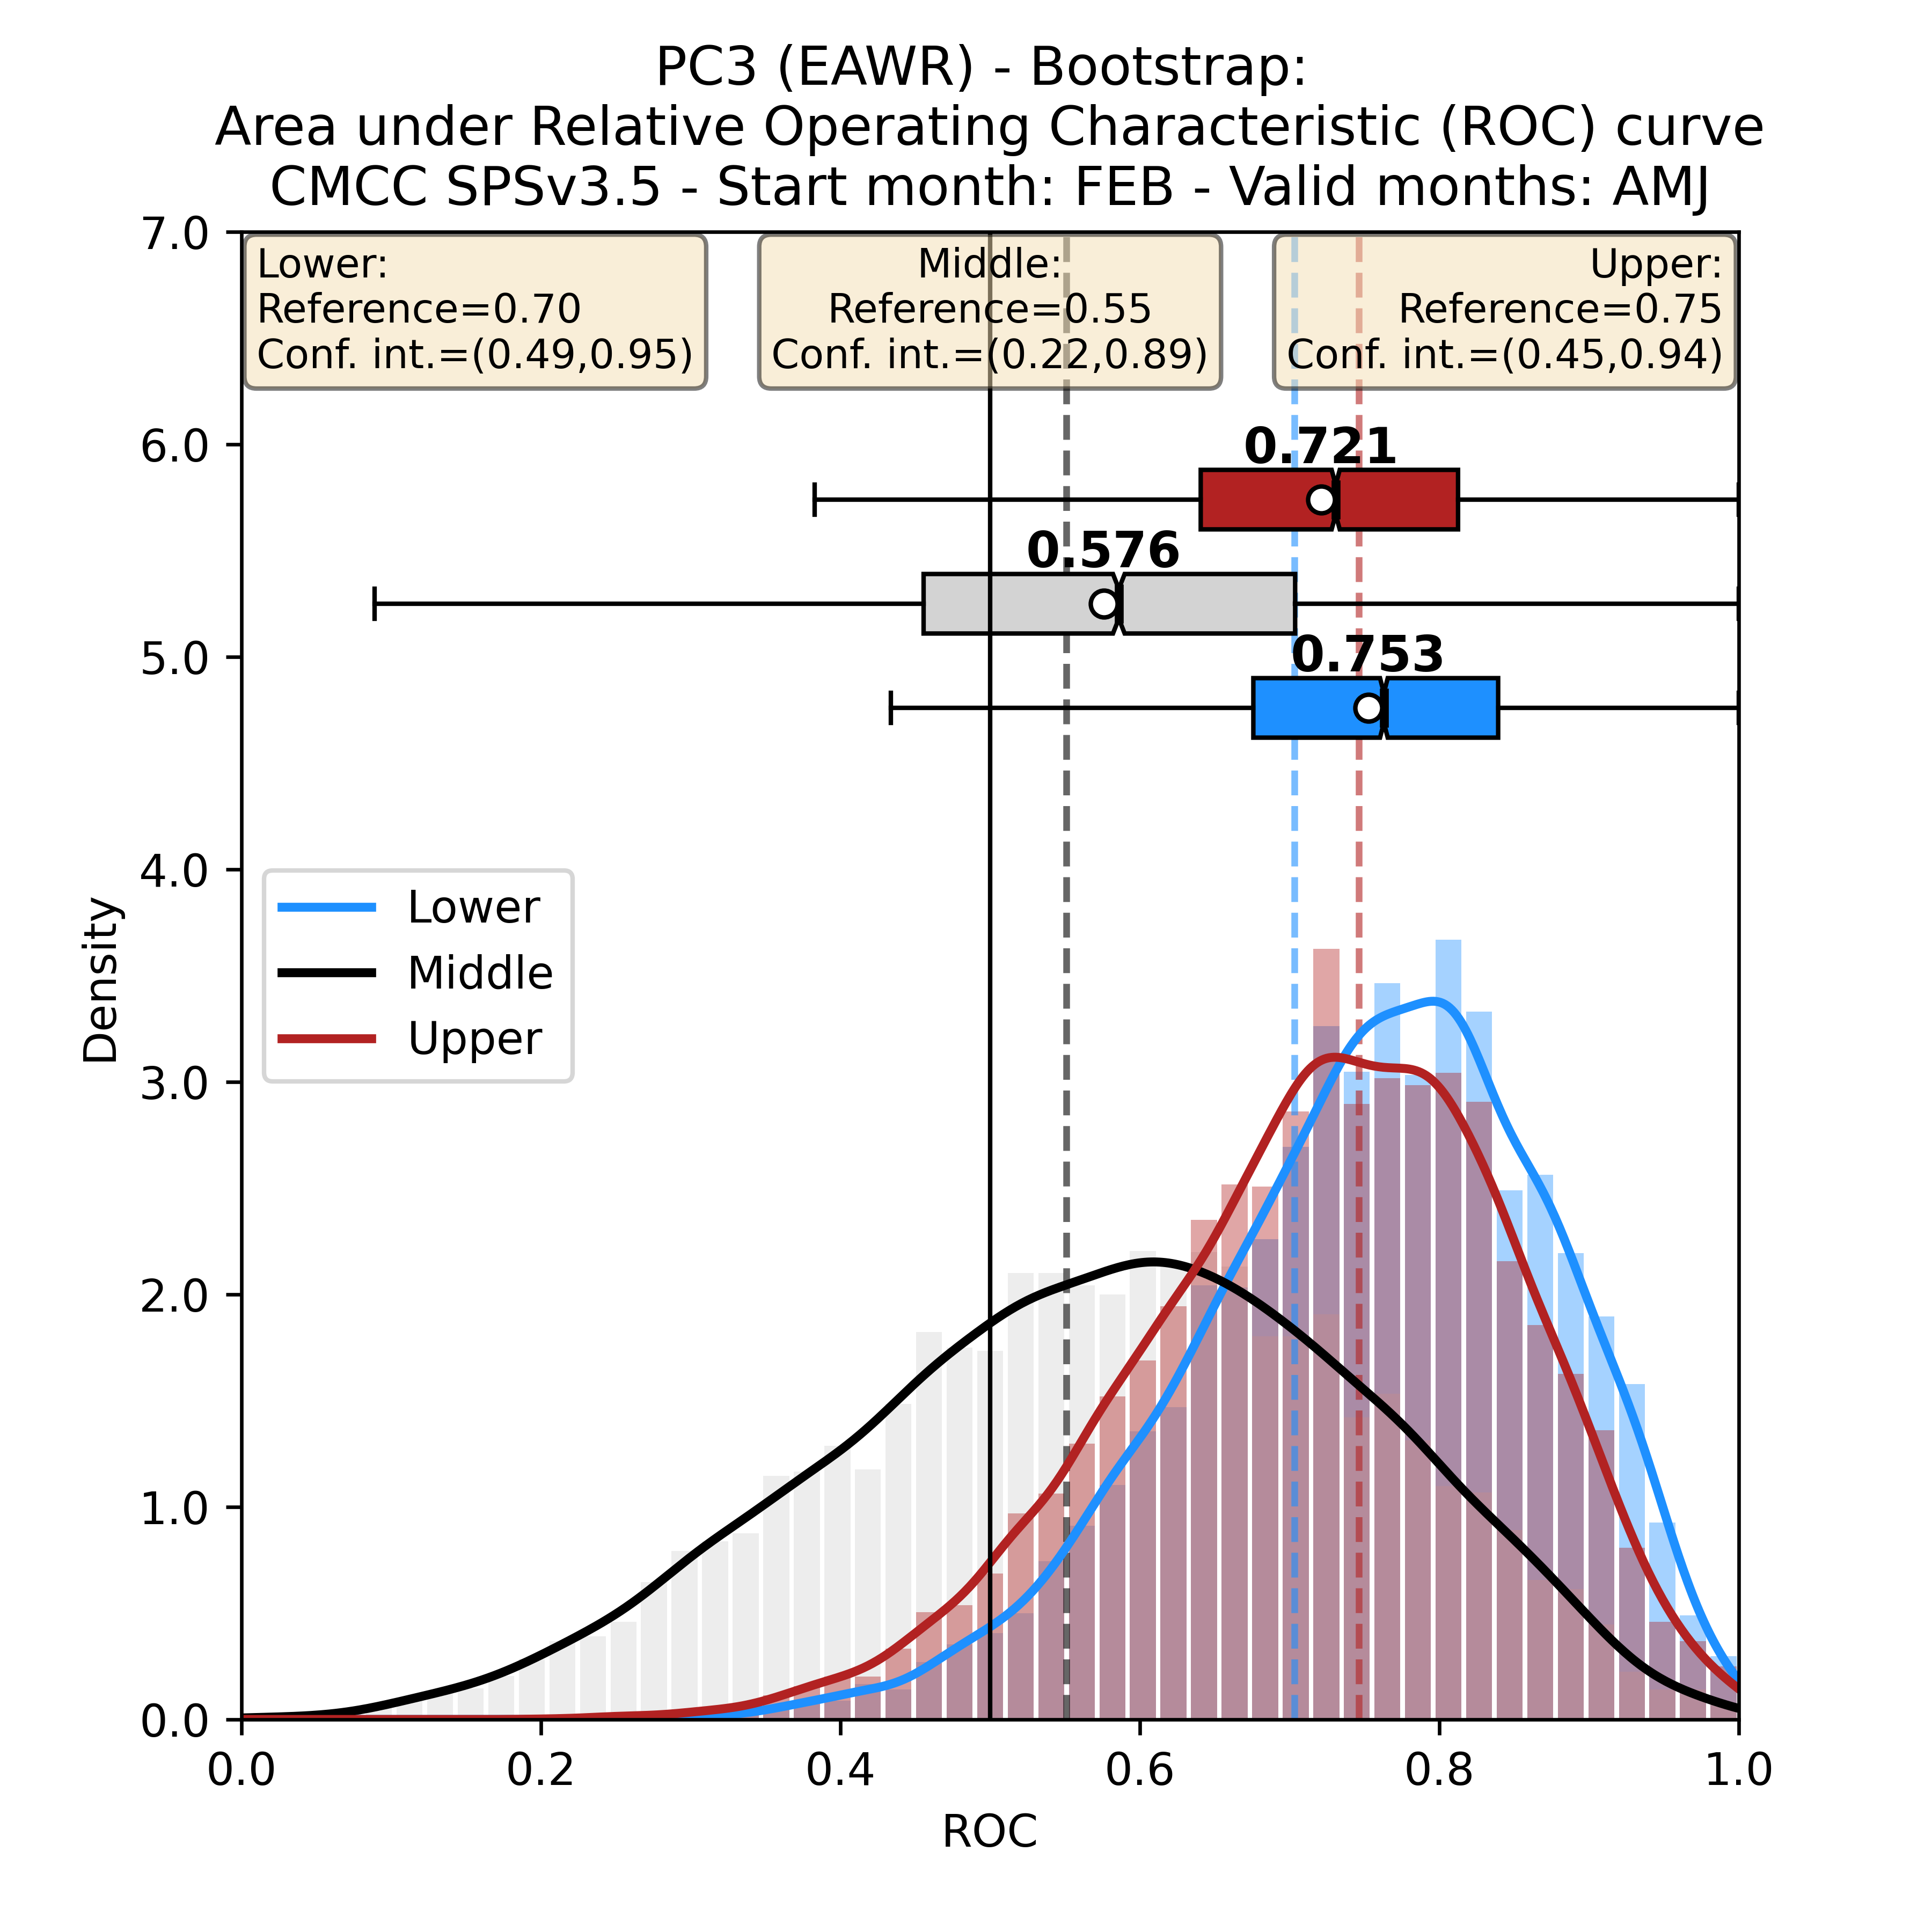 PC3 (EAWR) - Bootstrap:
Area under Relative Operating Characteristic (ROC) curve
CMCC SPSv3.5 - Start month: FEB - Valid months: AMJ
Lower:
Reference=0.70
Conf. int.=(0.49,0.95)
Middle:
Reference=0.55
Conf. int.=(0.22,0.89)
Upper:
Reference=0.75
Conf. int.=(0.45,0.94)
0.721
0.576
0.753
Lower
Middle
Upper
Density
7.0
6.0
5.0
4.0
3.0
2.0
1.0
0.0
0.0 0.2 0.4 0.6 0.8 1.0
ROC